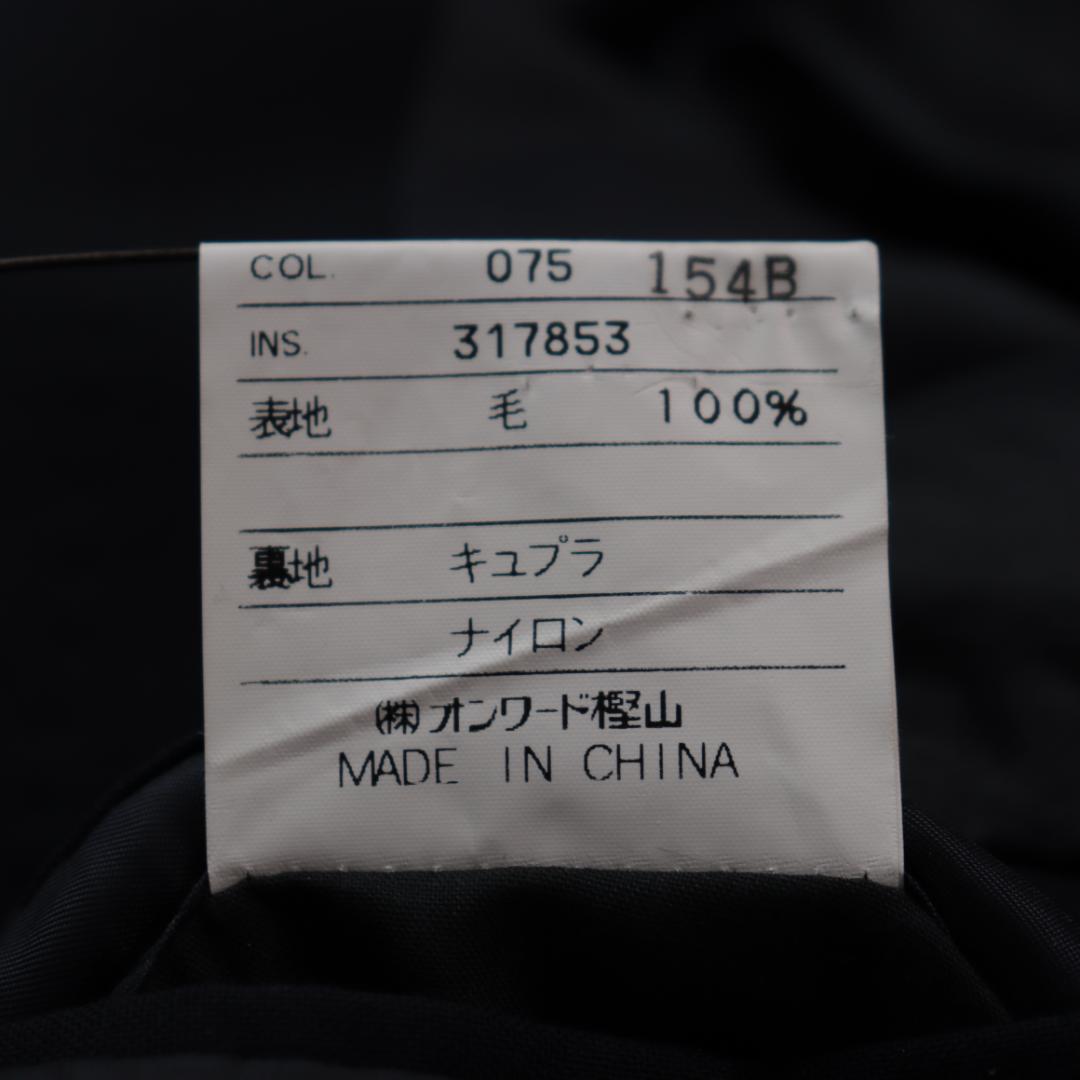 COL. 075 154B
INS. 317853
表地 毛 100%
裏地 キュプラ
ナイロン
(株)オンワード樫山
MADE IN CHINA